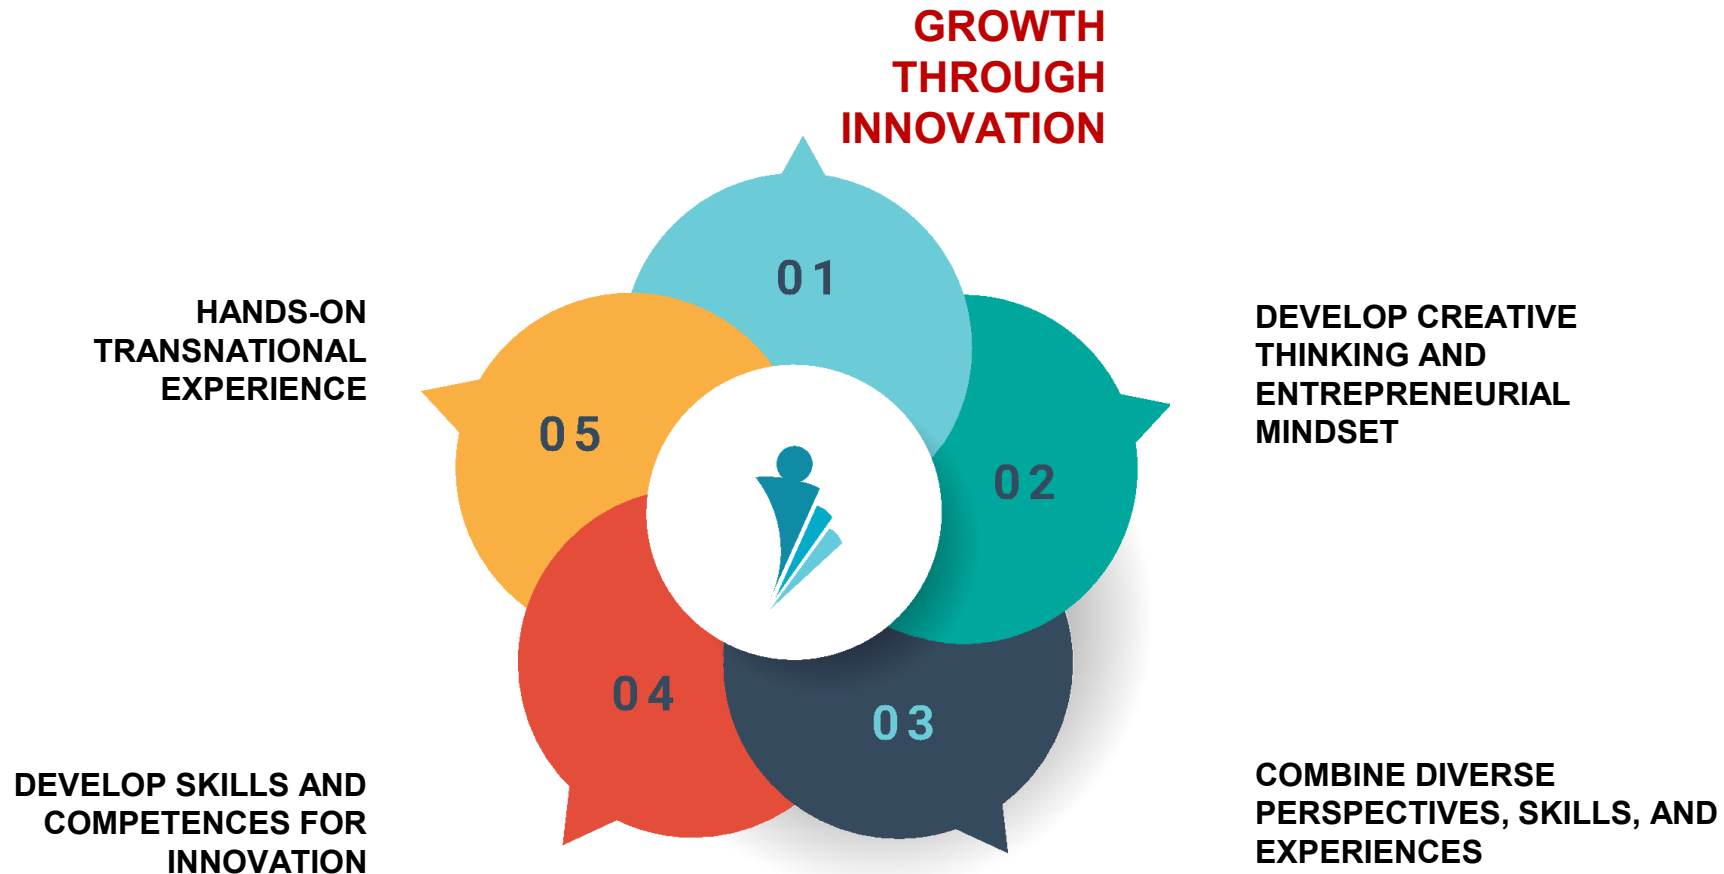 GROWTH
THROUGH
INNOVATION
01
HANDS-ON
TRANSNATIONAL
EXPERIENCE
05
DEVELOP CREATIVE
THINKING AND
ENTREPRENEURIAL
MINDSET
02
04
03
DEVELOP SKILLS AND
COMPETENCES FOR
INNOVATION
COMBINE DIVERSE
PERSPECTIVES, SKILLS, AND
EXPERIENCES